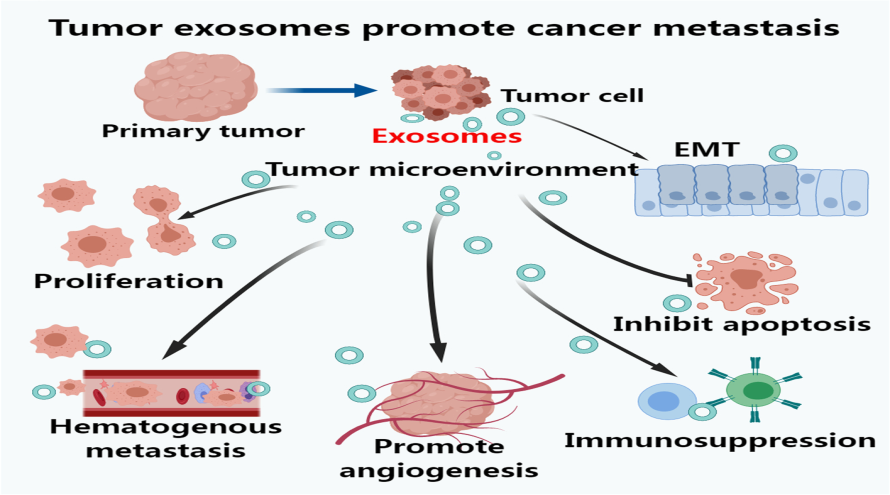 Tumor exosomes promote cancer metastasis
Primary tumor
Exosomes
Tumor cell
Tumor microenvironment
EMT
Proliferation
Inhibit apoptosis
Hematogenous
metastasis
Promote
angiogenesis
Immunosuppression